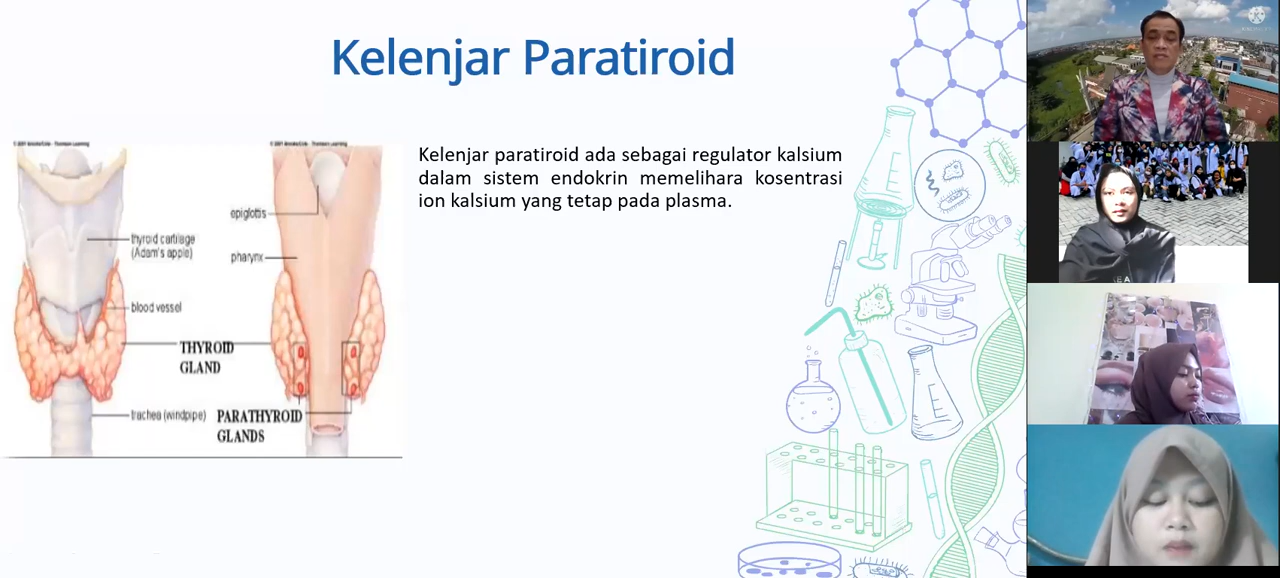 Kelenjar Paratiroid
Kelenjar paratiroid ada sebagai regulator kalsium
dalam sistem endokrin memelihara kosentrasi
ion kalsium yang tetap pada plasma.
thyroid cartilage
(Adam's apple)
blood vessel
THYROID
GLAND
trachea (windpipe)
epiglottis
pharynx
PARATHYROID
GLANDS